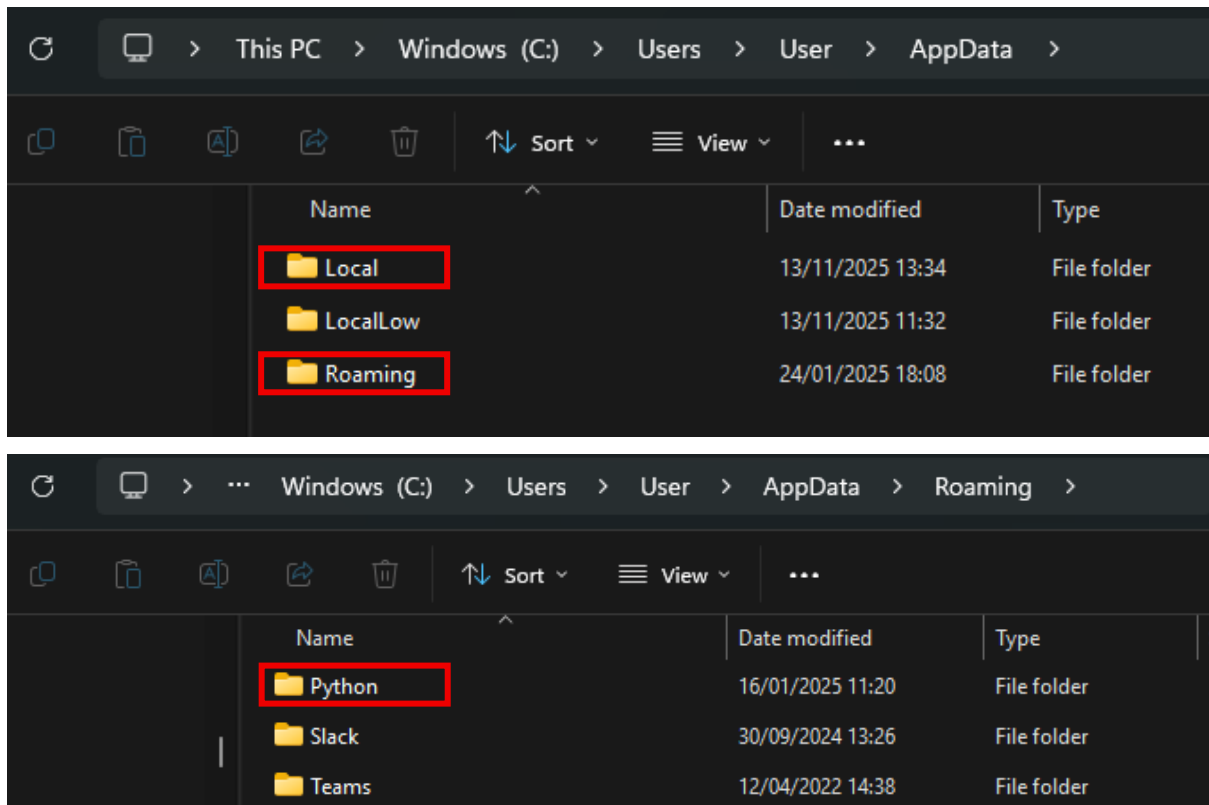 This PC > Windows (C:) > Users > User > AppData >
Sort View ...
Name Date modified Type
Local 13/11/2025 13:34 File folder
LocalLow 13/11/2025 11:32 File folder
Roaming 24/01/2025 18:08 File folder
... Windows (C:) > Users > User > AppData > Roaming >
Sort View ...
Name Date modified Type
Python 16/01/2025 11:20 File folder
Slack 30/09/2024 13:26 File folder
Teams 12/04/2022 14:38 File folder